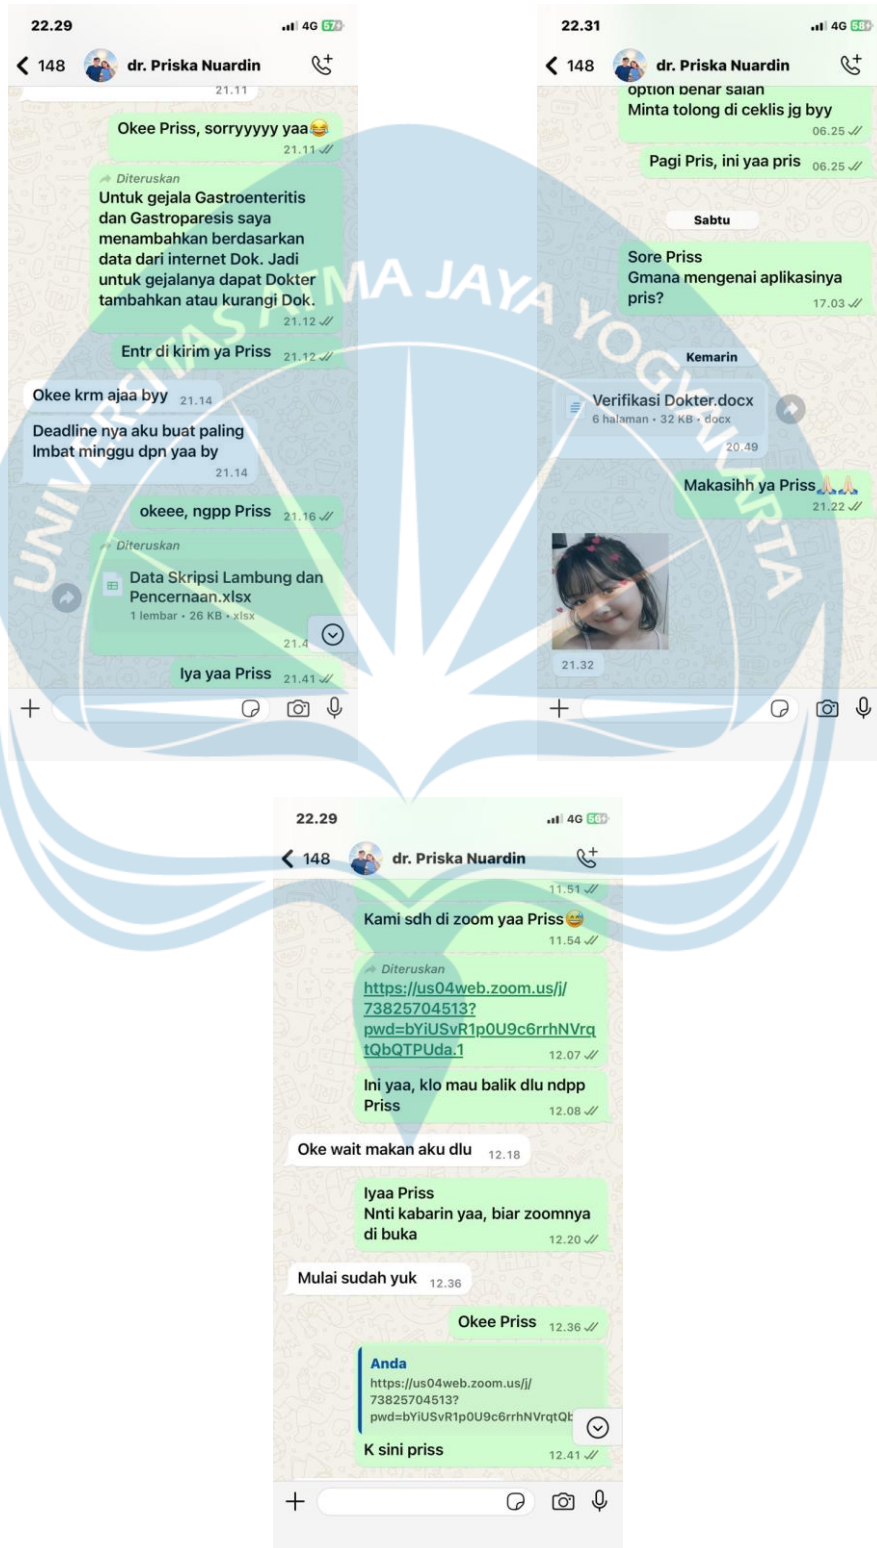 22.29
4G 57
148 dr. Priska Nuardin
21.11
Okee Priss, sorryyyyy yaa😂
21.11
Diteruskan
Untuk gejala Gastroenteritis
dan Gastroparesis saya
menambahkan berdasarkan
data dari internet Dok. Jadi
untuk gejalanya dapat Dokter
tambahkan atau kurangi Dok.
21.12
Entr di kirim ya Priss 21.12
Okee krm ajaa byy 21.14
Deadline nya aku buat paling
lmbat minggu dpn yaa by
21.14
okeee, ngpp Priss 21.16
Diteruskan
Data Skripsi Lambung dan
Pencernaan.xlsx
1 lembar • 26 KB • xlsx
21.4
Iya yaa Priss 21.41
22.31
4G 58
148 dr. Priska Nuardin
option benar salah
Minta tolong di ceklis jg byy
06.25
Pagi Pris, ini yaa pris 06.25
Sabtu
Sore Priss
Gmana mengenai aplikasinya
pris?
17.03
Kemarin
Verifikasi Dokter.docx
6 halaman • 32 KB • docx
20.49
Makasihh ya Priss🙏🏻🙏🏻
21.22
21.32
22.29
4G 56
148 dr. Priska Nuardin
11.51
Kami sdh di zoom yaa Priss😅
11.54
Diteruskan
https://us04web.zoom.us/j/
73825704513?
pwd=bYiUSvR1p0U9c6rrhNVrq
tQbQTPUda.1
12.07
Ini yaa, klo mau balik dlu ndpp
Priss
12.08
Oke wait makan aku dlu 12.18
Iyaa Priss
Nnti kabarin yaa, biar zoomnya
di buka
12.20
Mulai sudah yuk 12.36
Okee Priss 12.36
Anda
https://us04web.zoom.us/j/
73825704513?
pwd=bYiUSvR1p0U9c6rrhNVrqtQb
K sini priss
12.41
UNIVERSITAS ATMA JAYA YOGYAKARTA